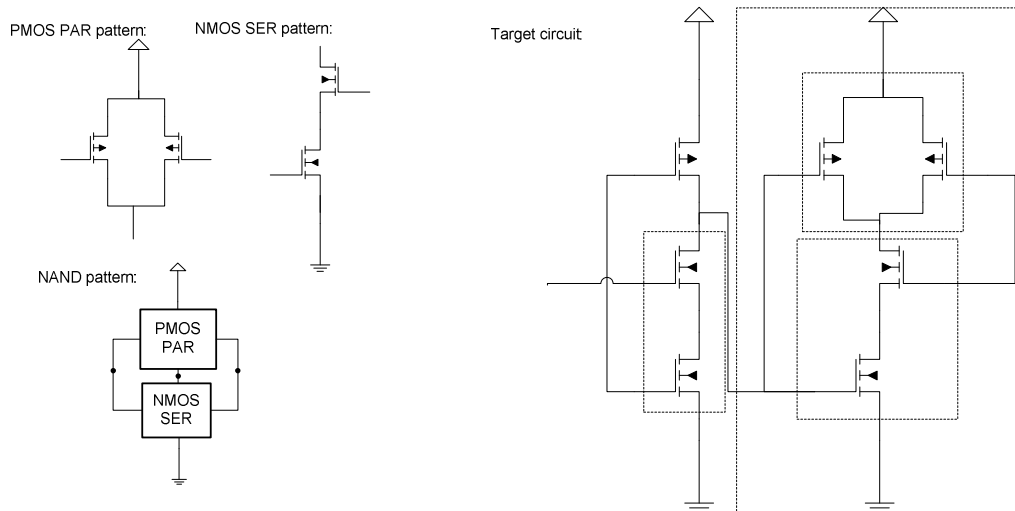 PMOS PAR pattern:
NMOS SER pattern:
Target circuit:
NAND pattern:
PMOS
PAR
NMOS
SER